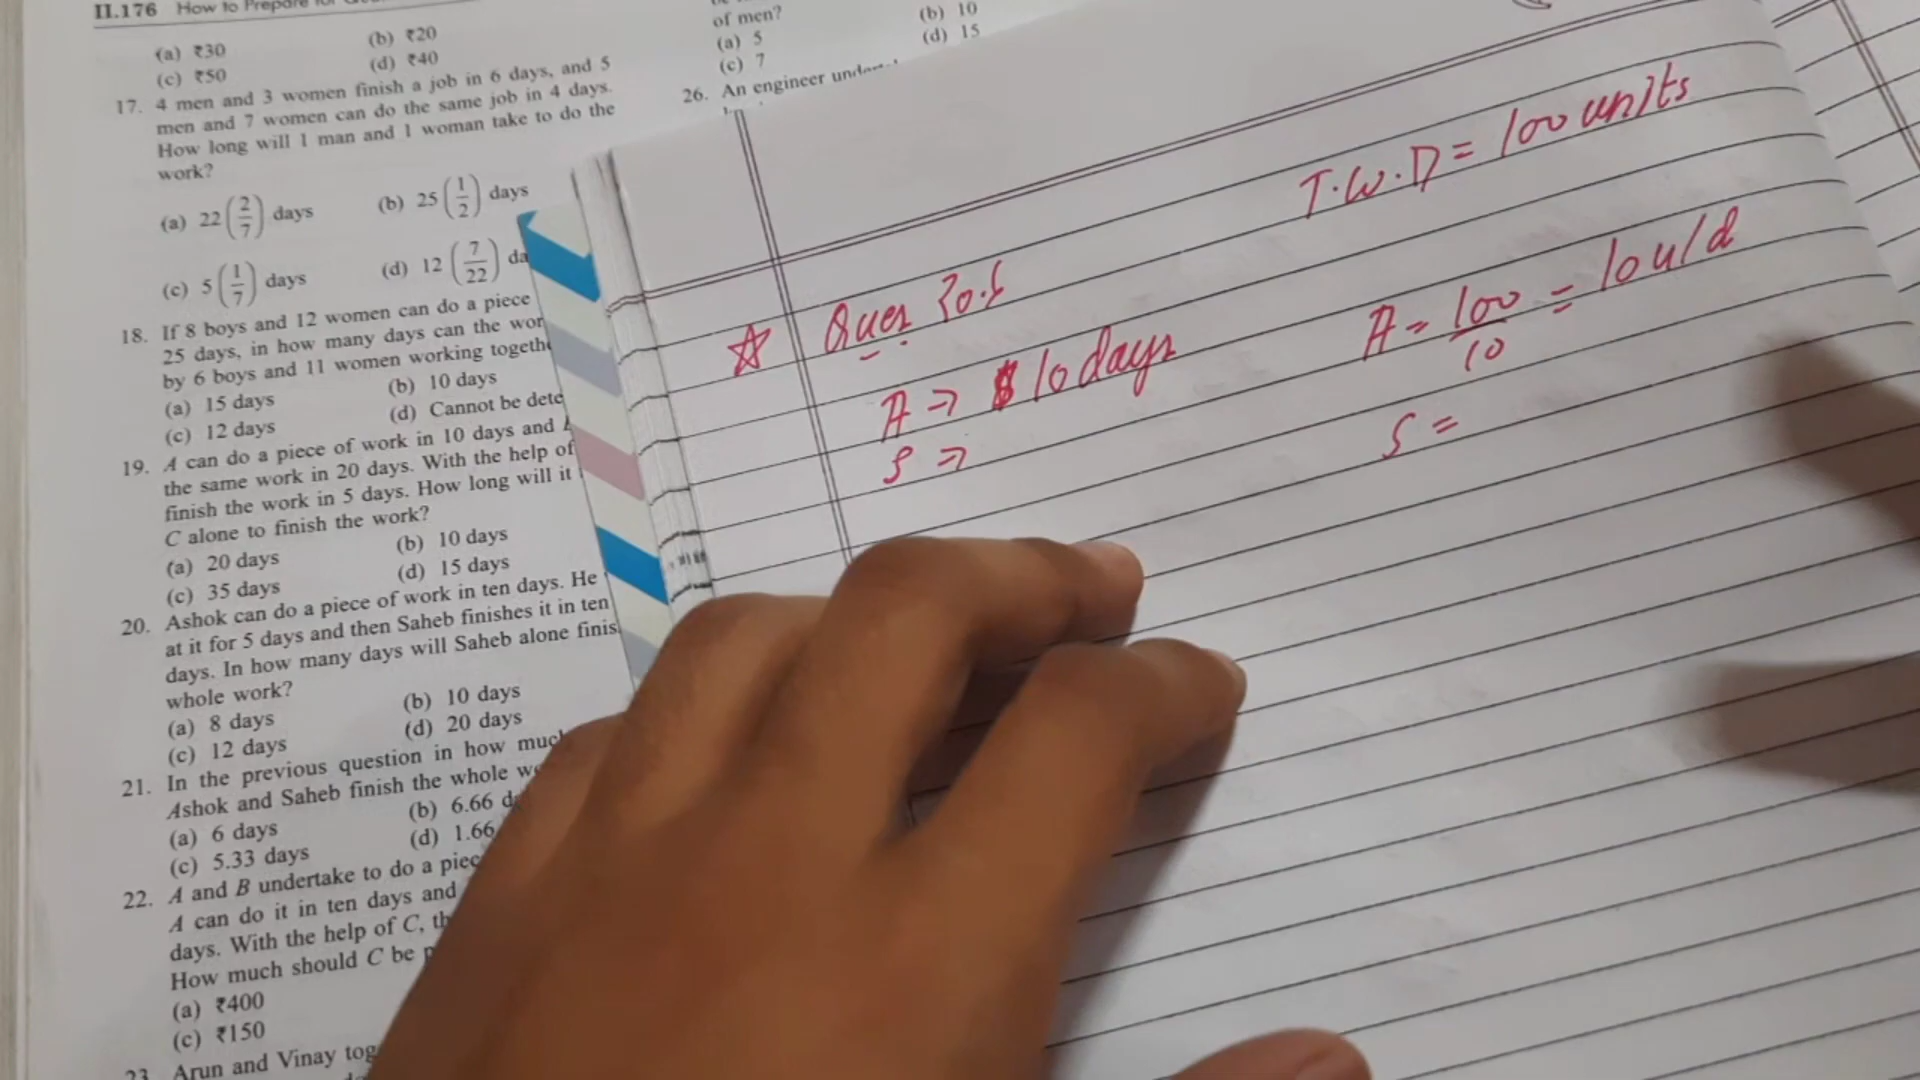 II.176 How to Prepare for
(a) ₹30 (b) ₹20
(c) ₹50 (d) ₹40
17. 4 men and 3 women finish a job in 6 days, and 5
men and 7 women can do the same job in 4 days.
How long will 1 man and 1 woman take to do the
work?
(a) 22 (2/7) days (b) 25 (1/2) days
(c) 5 (1/7) days (d) 12 (7/22)
18. If 8 boys and 12 women can do a piece
25 days, in how many days can the
by 6 boys and 11 women working
(a) 15 days (b) 10 days
(c) 12 days (d) Cannot be
19. A can do a piece of work in 10 days and
the same work in 20 days. With the help of
finish the work in 5 days. How long will it
C alone to finish the work?
(a) 20 days (b) 10 days
(c) 35 days (d) 15 days
20. Ashok can do a piece of work in ten days. He
at it for 5 days and then Saheb finishes it in ten
days. In how many days will Saheb alone
whole work?
(a) 8 days (b) 10 days
(c) 12 days (d) 20 days
21. In the previous question in how
Ashok and Saheb finish the whole
(a) 6 days (b) 6.66
(c) 5.33 days (d) 1.66
22. A and B undertake to do a
A can do it in ten days and
days. With the help of C,
How much should C be
(a) ₹400
(c) ₹150
23. Arun and Vinay
of men?
(a) 5 (b) 10
(c) 7 (d) 15
26. An engineer
T.W.D = 100 units
Ques 20.
A ⇒ 10 days
S ⇒
A = 100/10 = 10 u/d
S =